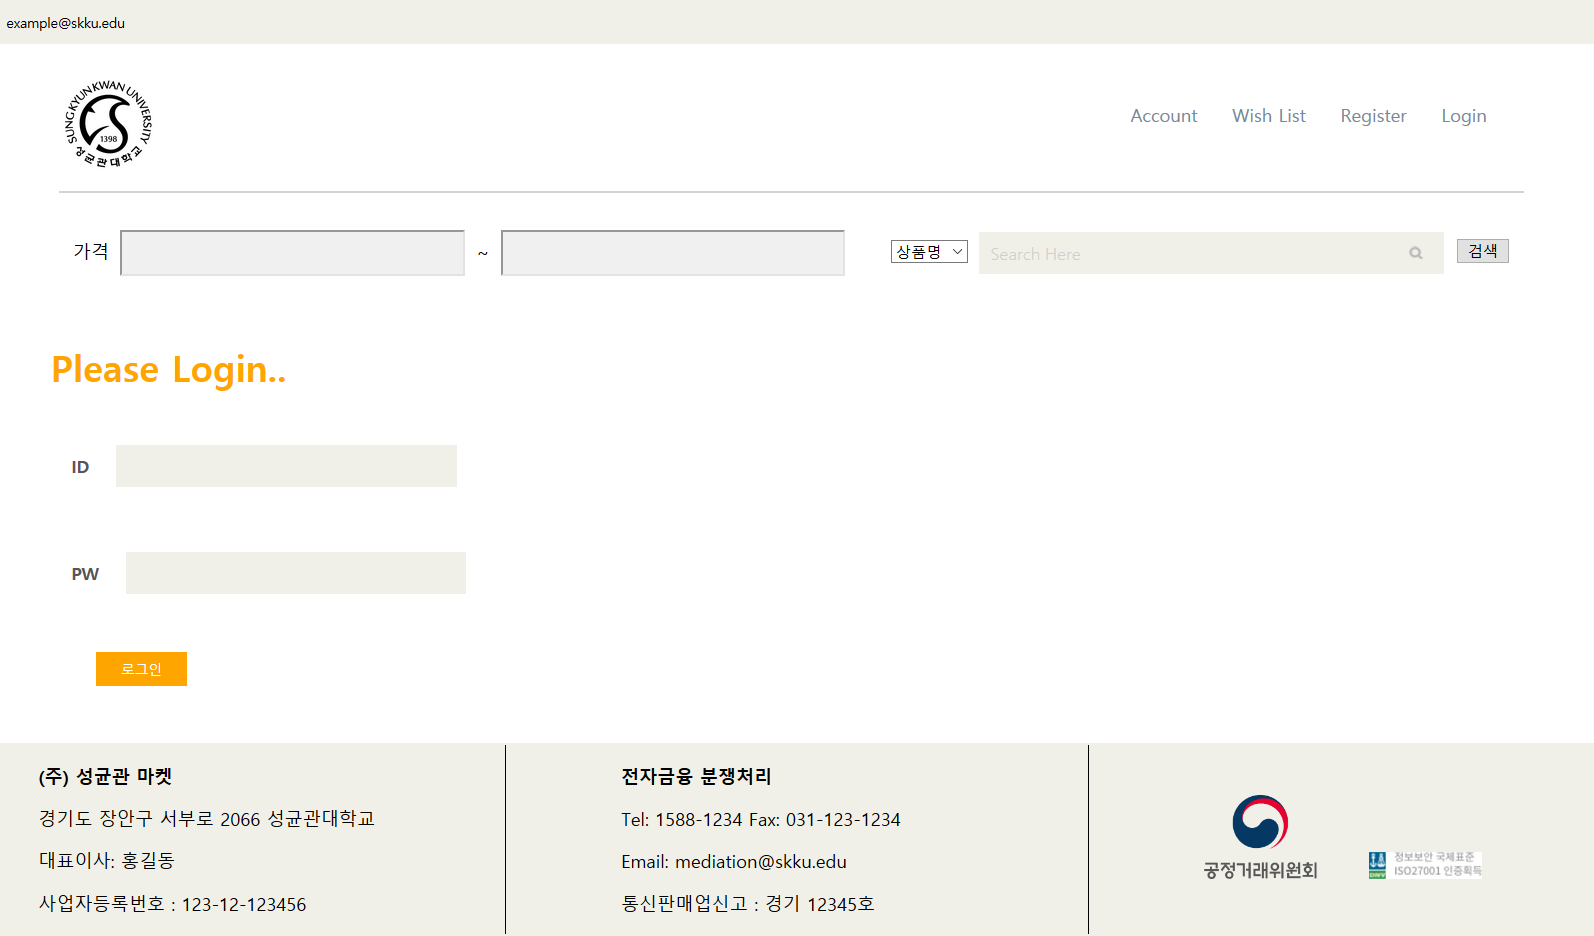 example@skku.edu
SUNGKYUNKWAN UNIVERSITY
1398
성균관대학교
Account Wish List Register Login
가격 ~ 상품명 Search Here 검색
Please Login..
ID
PW
로그인
(주) 성균관 마켓
경기도 장안구 서부로 2066 성균관대학교
대표이사: 홍길동
사업자등록번호 : 123-12-123456
전자금융 분쟁처리
Tel: 1588-1234 Fax: 031-123-1234
Email: mediation@skku.edu
통신판매업신고 : 경기 12345호
공정거래위원회
정보보안 국제표준
ISO27001 인증획득